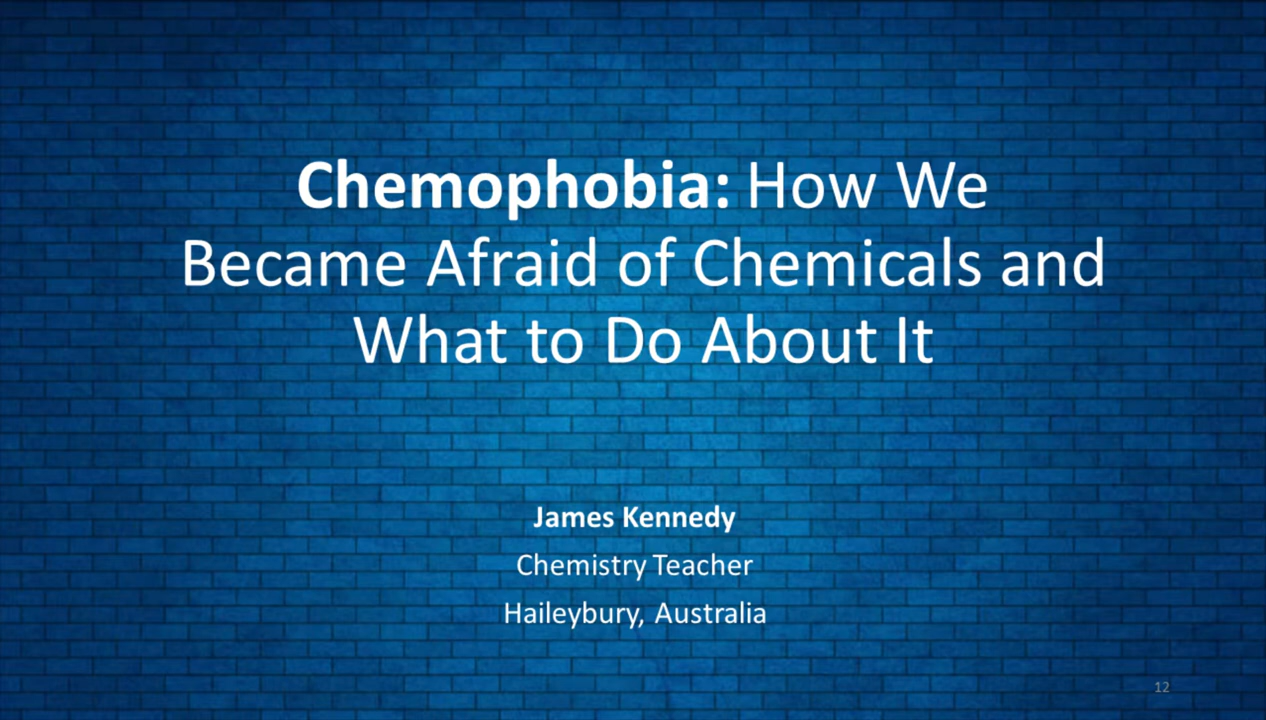 Chemophobia: How We
Became Afraid of Chemicals and
What to Do About It
James Kennedy
Chemistry Teacher
Haileybury, Australia
12